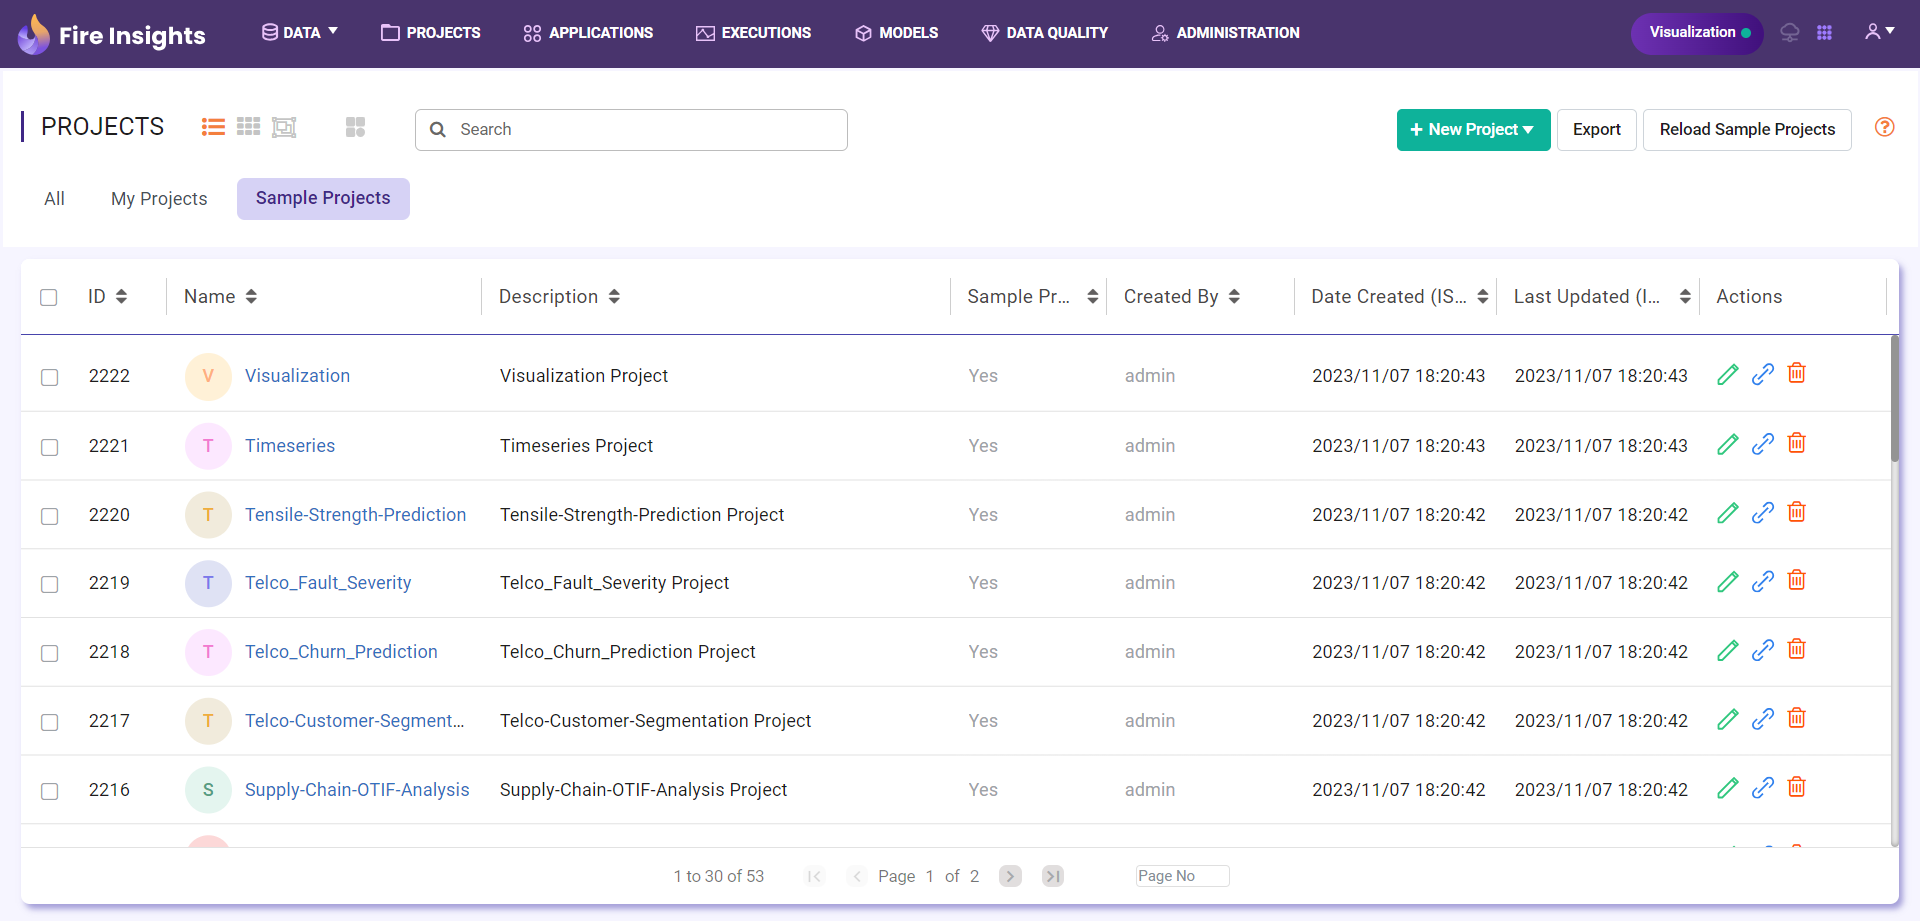 Fire Insights
DATA
PROJECTS
APPLICATIONS
EXECUTIONS
MODELS
DATA QUALITY
ADMINISTRATION
Visualization
PROJECTS
Search
+ New Project
Export
Reload Sample Projects
?
All
My Projects
Sample Projects
ID Name Description Sample Pr... Created By Date Created (IS... Last Updated (I... Actions
2222 V Visualization Visualization Project Yes admin 2023/11/07 18:20:43 2023/11/07 18:20:43
2221 T Timeseries Timeseries Project Yes admin 2023/11/07 18:20:43 2023/11/07 18:20:43
2220 T Tensile-Strength-Prediction Tensile-Strength-Prediction Project Yes admin 2023/11/07 18:20:42 2023/11/07 18:20:42
2219 T Telco_Fault_Severity Telco_Fault_Severity Project Yes admin 2023/11/07 18:20:42 2023/11/07 18:20:42
2218 T Telco_Churn_Prediction Telco_Churn_Prediction Project Yes admin 2023/11/07 18:20:42 2023/11/07 18:20:42
2217 T Telco-Customer-Segment... Telco-Customer-Segmentation Project Yes admin 2023/11/07 18:20:42 2023/11/07 18:20:42
2216 S Supply-Chain-OTIF-Analysis Supply-Chain-OTIF-Analysis Project Yes admin 2023/11/07 18:20:42 2023/11/07 18:20:42
1 to 30 of 53 Page 1 of 2 Page No